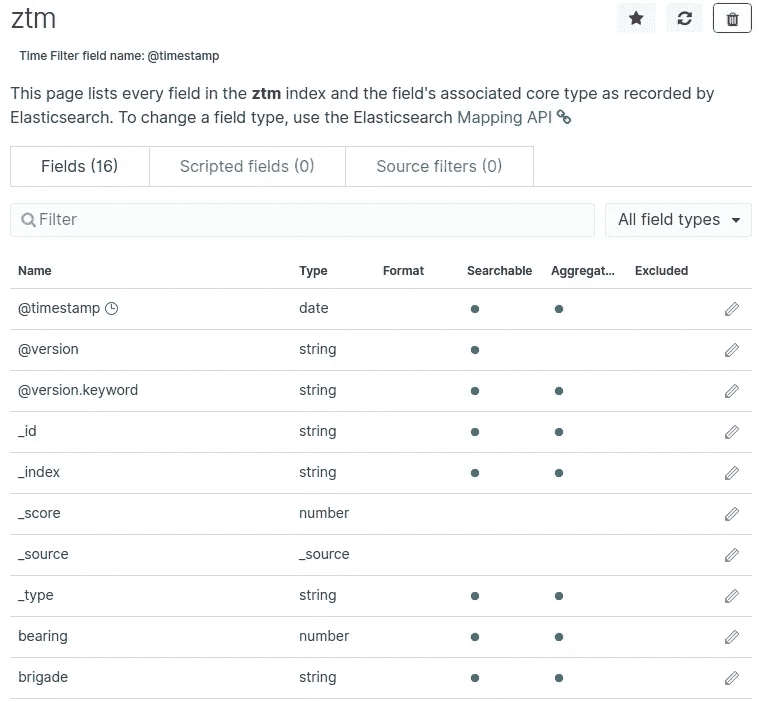 ztm
Time Filter field name: @timestamp
This page lists every field in the ztm index and the field's associated core type as recorded by
Elasticsearch. To change a field type, use the Elasticsearch Mapping API
Fields (16) Scripted fields (0) Source filters (0)
Filter All field types
Name Type Format Searchable Aggregat... Excluded
@timestamp date
@version string
@version.keyword string
_id string
_index string
_score number
_source _source
_type string
bearing number
brigade string